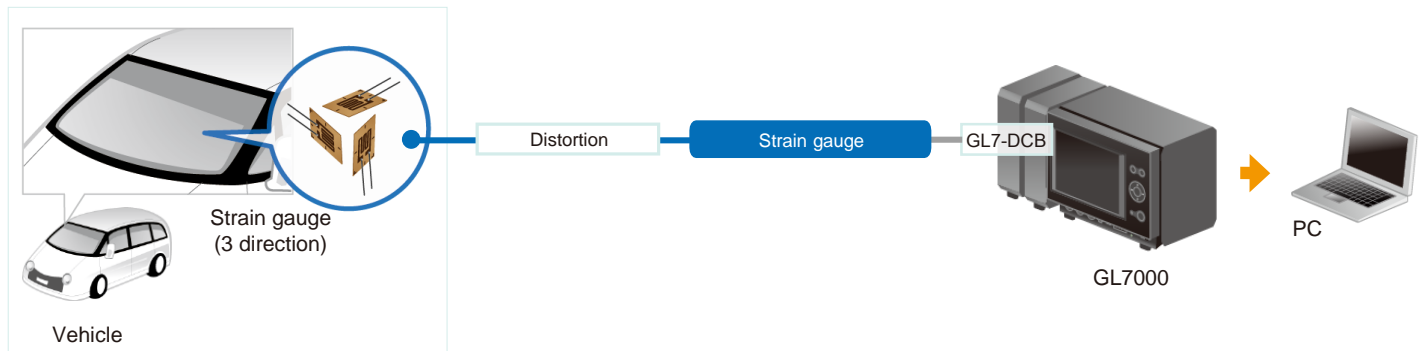 Distortion
Strain gauge
GL7-DCB
Strain gauge
(3 direction)
Vehicle
GL7000
PC